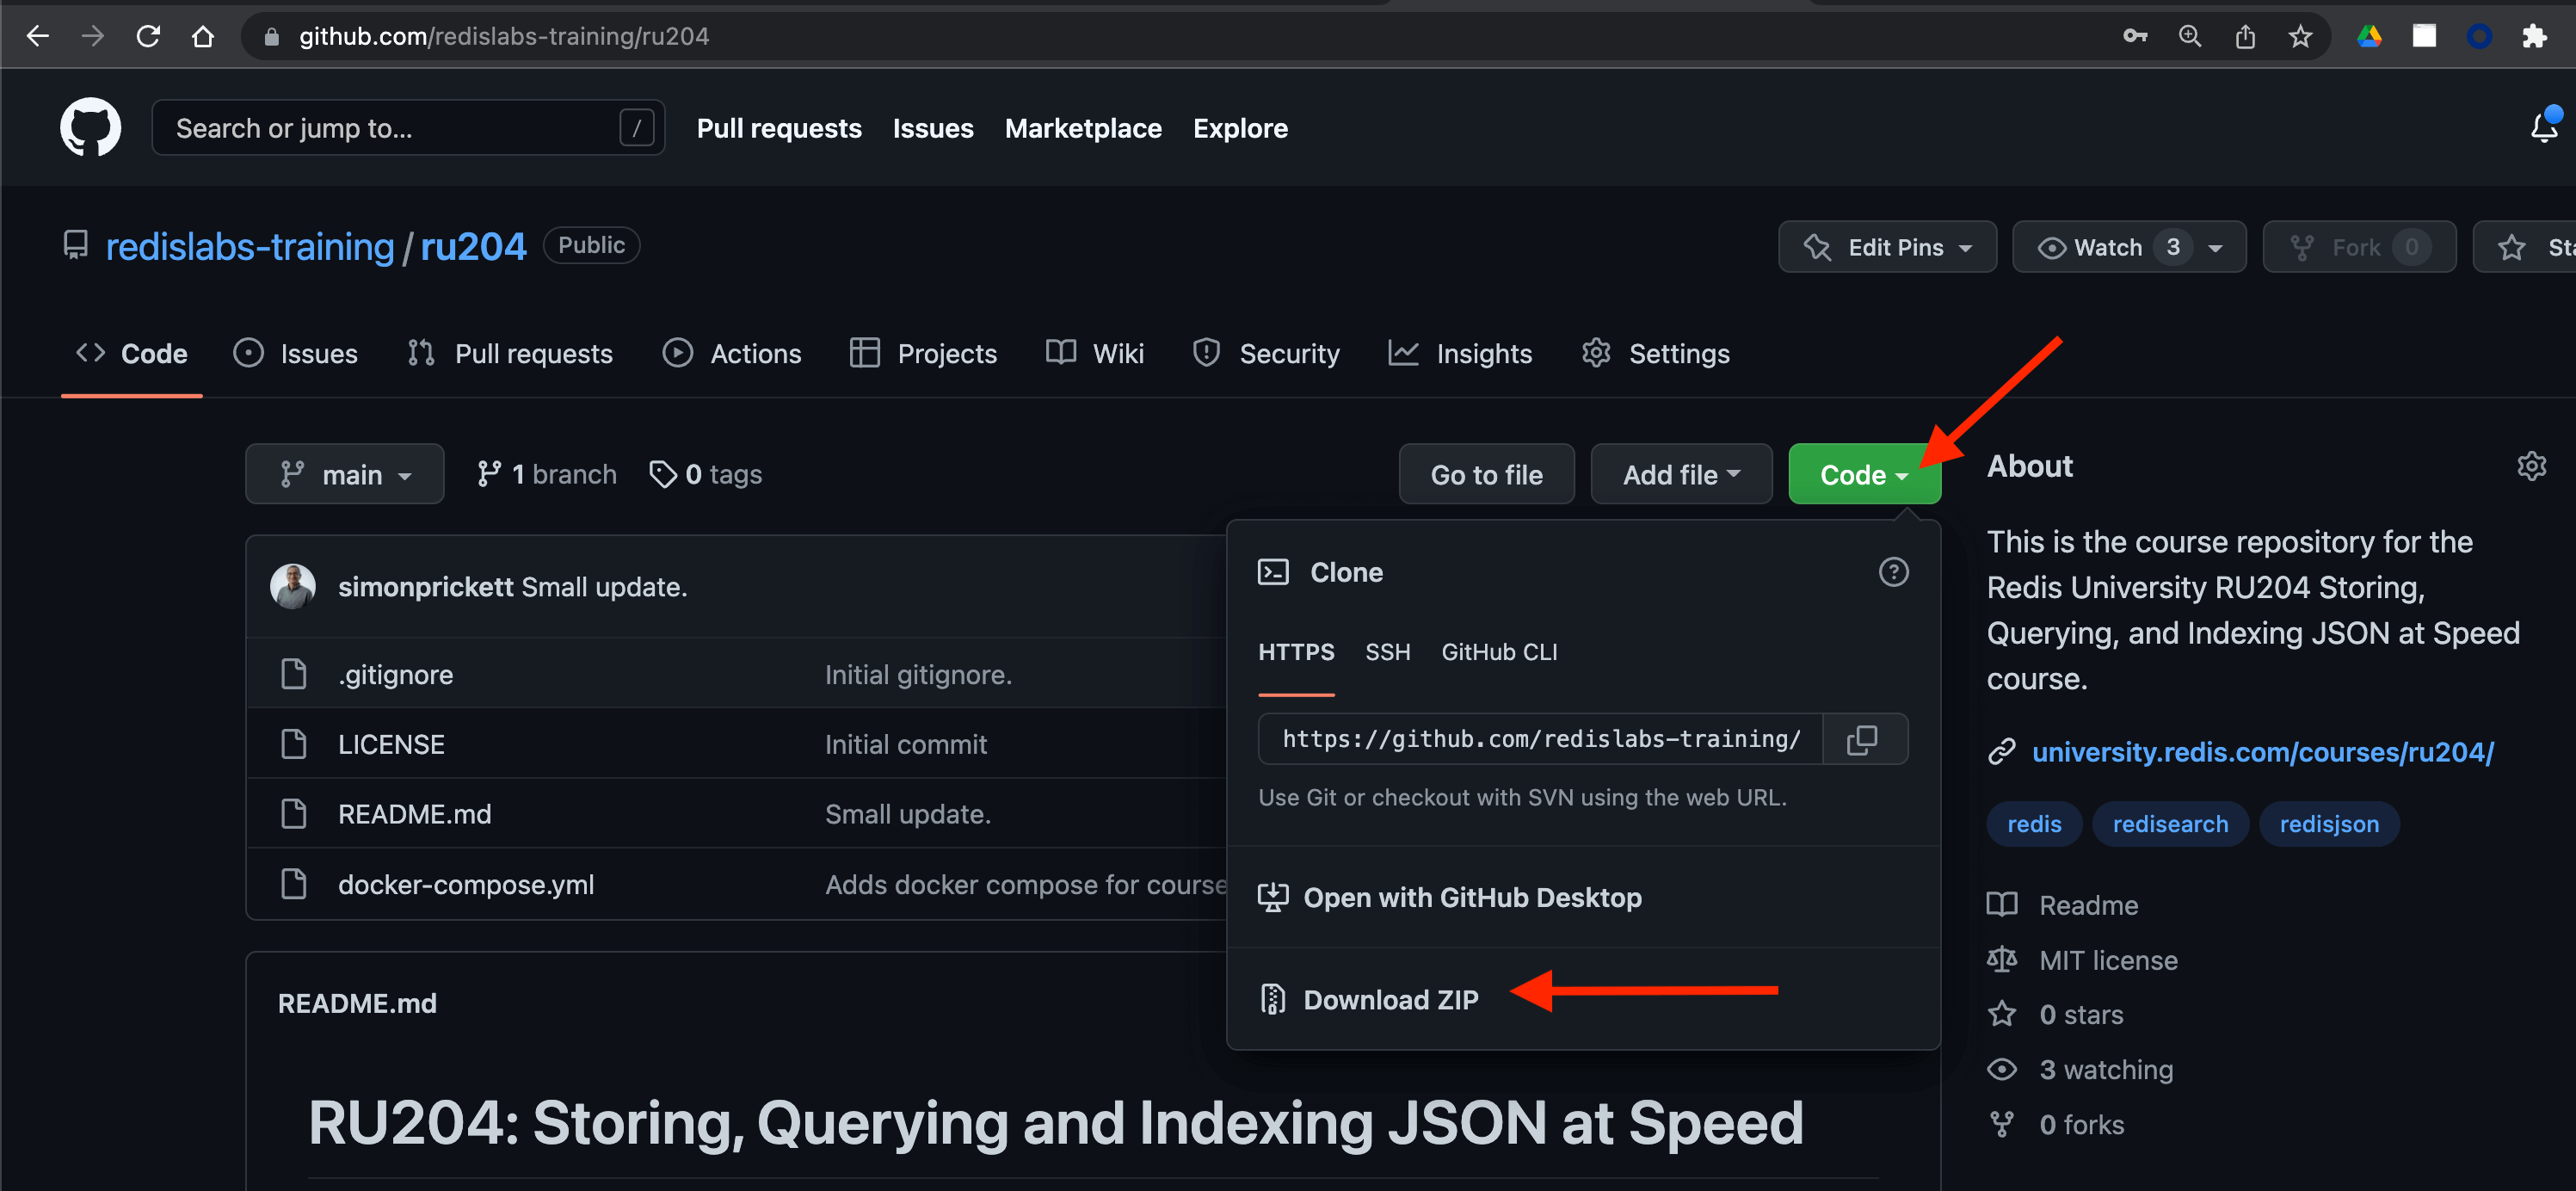 github.com/redislabs-training/ru204
Search or jump to... /
Pull requests Issues Marketplace Explore
redislabs-training / ru204 Public
Edit Pins Watch 3 Fork 0
Code Issues Pull requests Actions Projects Wiki Security Insights Settings
main 1 branch 0 tags
Go to file Add file Code
simonprickett Small update.
.gitignore Initial gitignore.
LICENSE Initial commit
README.md Small update.
docker-compose.yml Adds docker compose for course
Clone
HTTPS SSH GitHub CLI
https://github.com/redislabs-training/
Use Git or checkout with SVN using the web URL.
Open with GitHub Desktop
Download ZIP
README.md
RU204: Storing, Querying and Indexing JSON at Speed
About
This is the course repository for the
Redis University RU204 Storing,
Querying, and Indexing JSON at Speed
course.
university.redis.com/courses/ru204/
redis redisearch redisjson
Readme
MIT license
0 stars
3 watching
0 forks